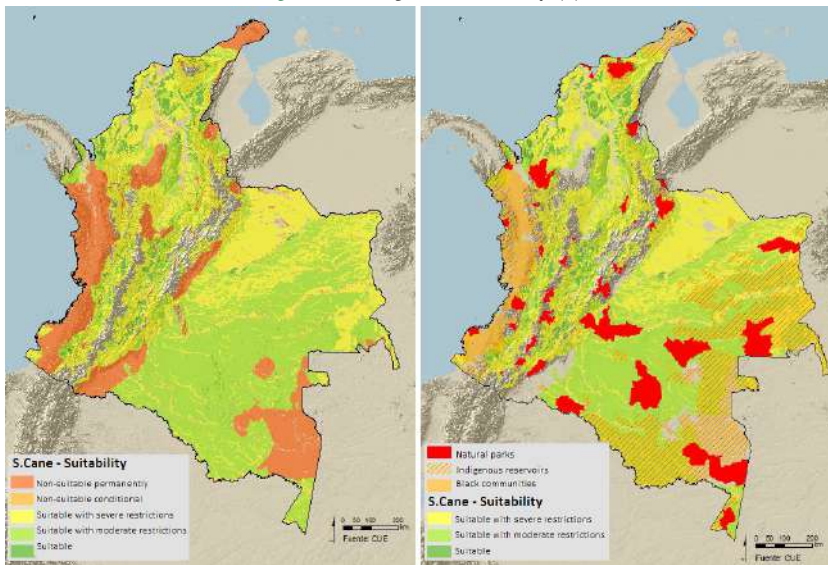 S.Cane - Suitability
Non-suitable permanently
Non-suitable conditional
Suitable with severe restrictions
Suitable with moderate restrictions
Suitable
0 50 100 200
km
Fuente: CUE
Natural parks
Indigenous reservoirs
Black communities
S.Cane - Suitability
Suitable with severe restrictions
Suitable with moderate restrictions
Suitable
0 50 100 200
km
Fuente: CUE